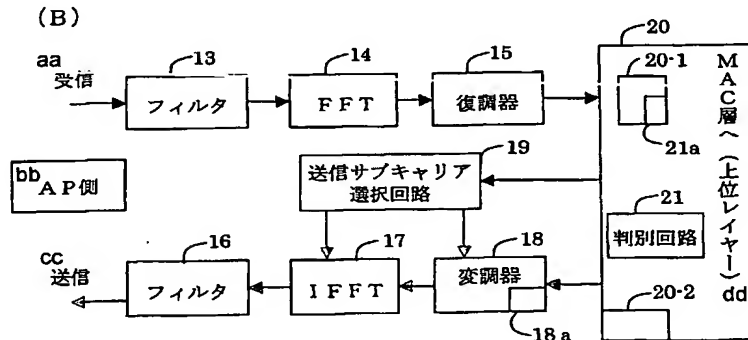 (B)
aa
受信
13
フィルタ
14
FFT
15
復調器
20
20-1
21a
MAC層へ(上位レイヤー)
dd
bb
AP側
19
送信サブキャリア
選択回路
21
判別回路
cc
送信
16
フィルタ
17
IFFT
18
変調器
18a
20-2